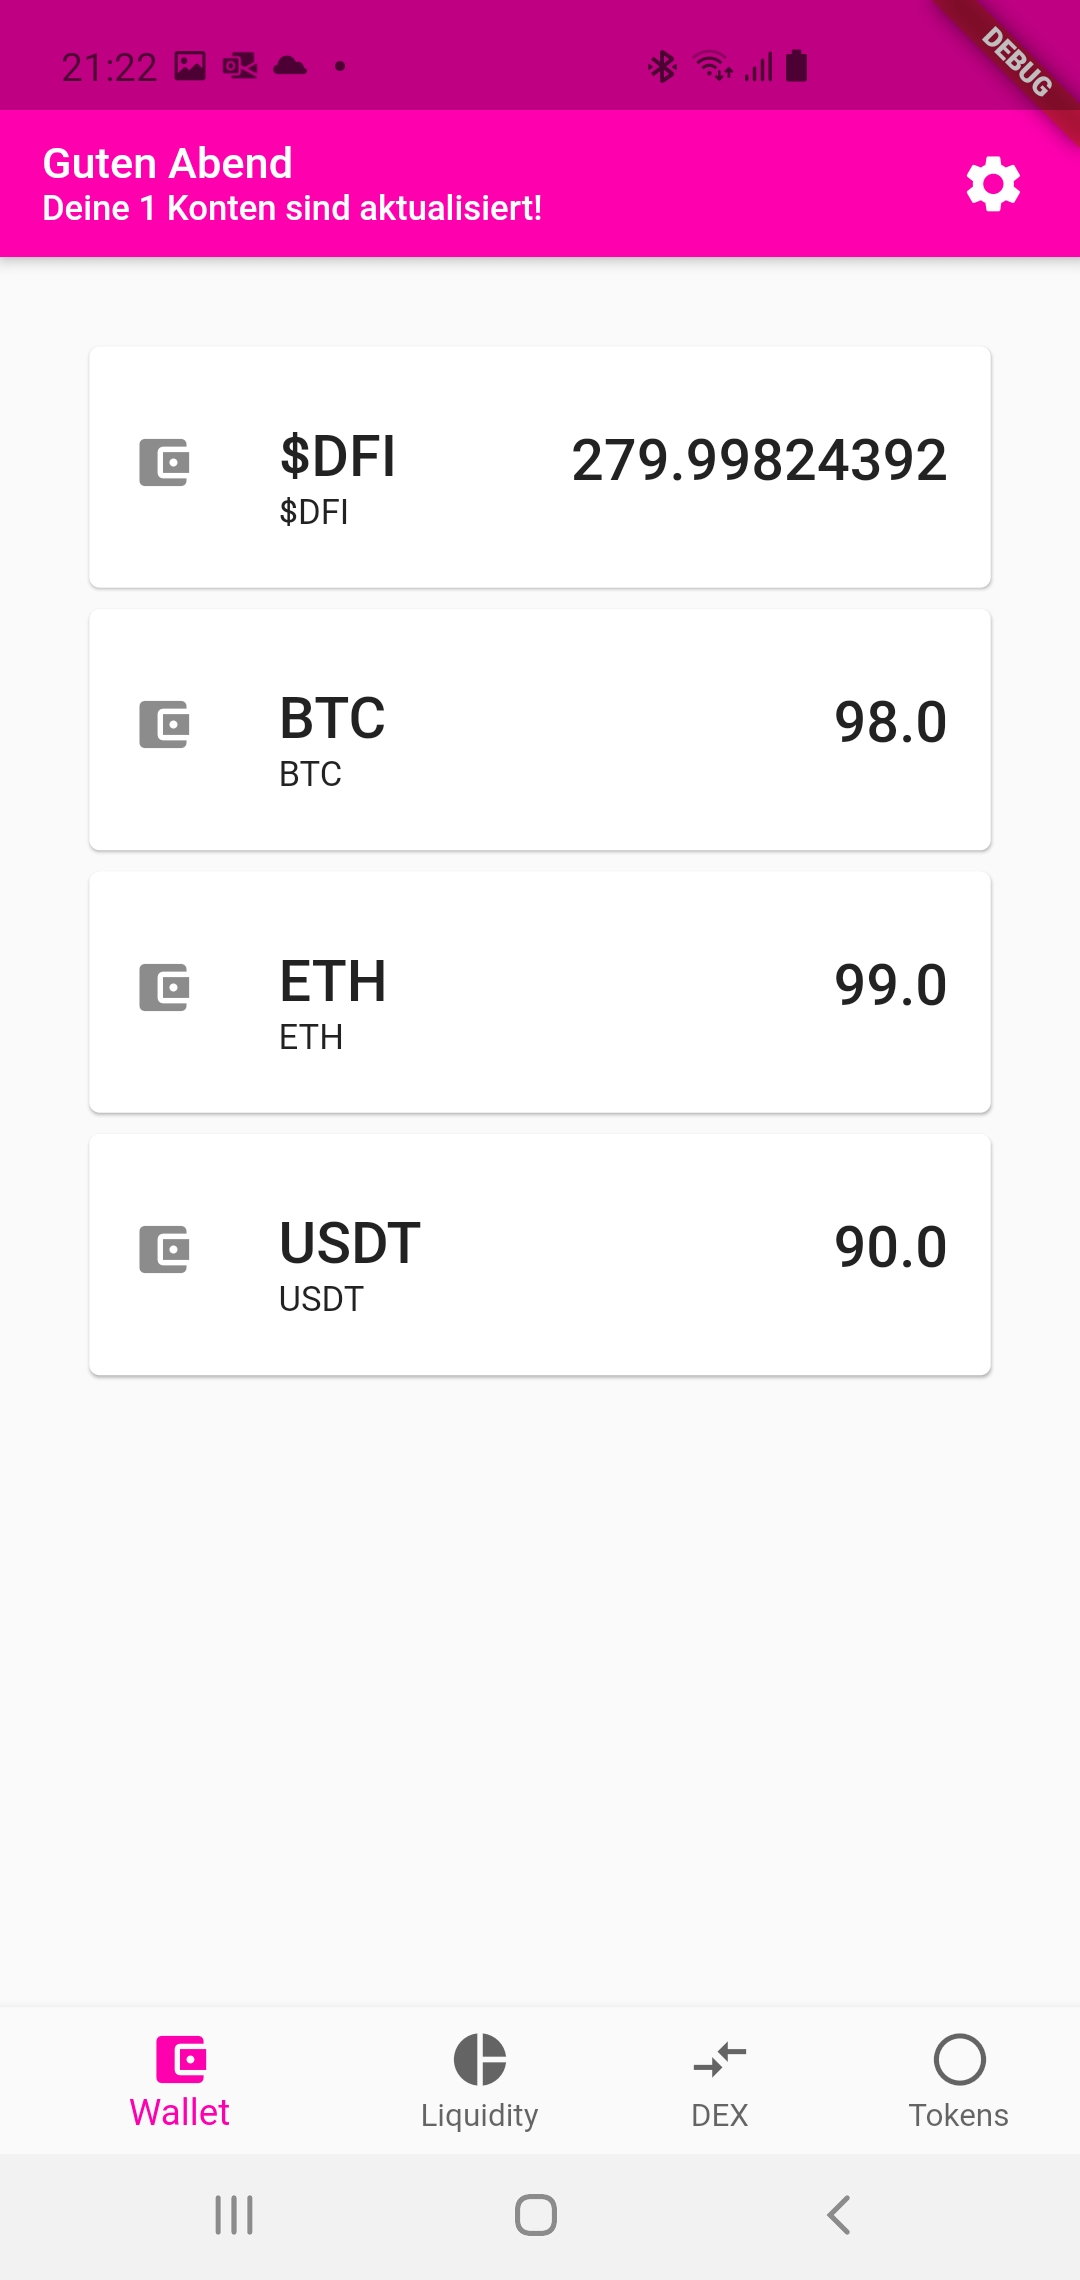 21:22
DEBUG
Guten Abend
Deine 1 Konten sind aktualisiert!
$DFI 279.99824392
$DFI
BTC 98.0
BTC
ETH 99.0
ETH
USDT 90.0
USDT
Wallet Liquidity DEX Tokens